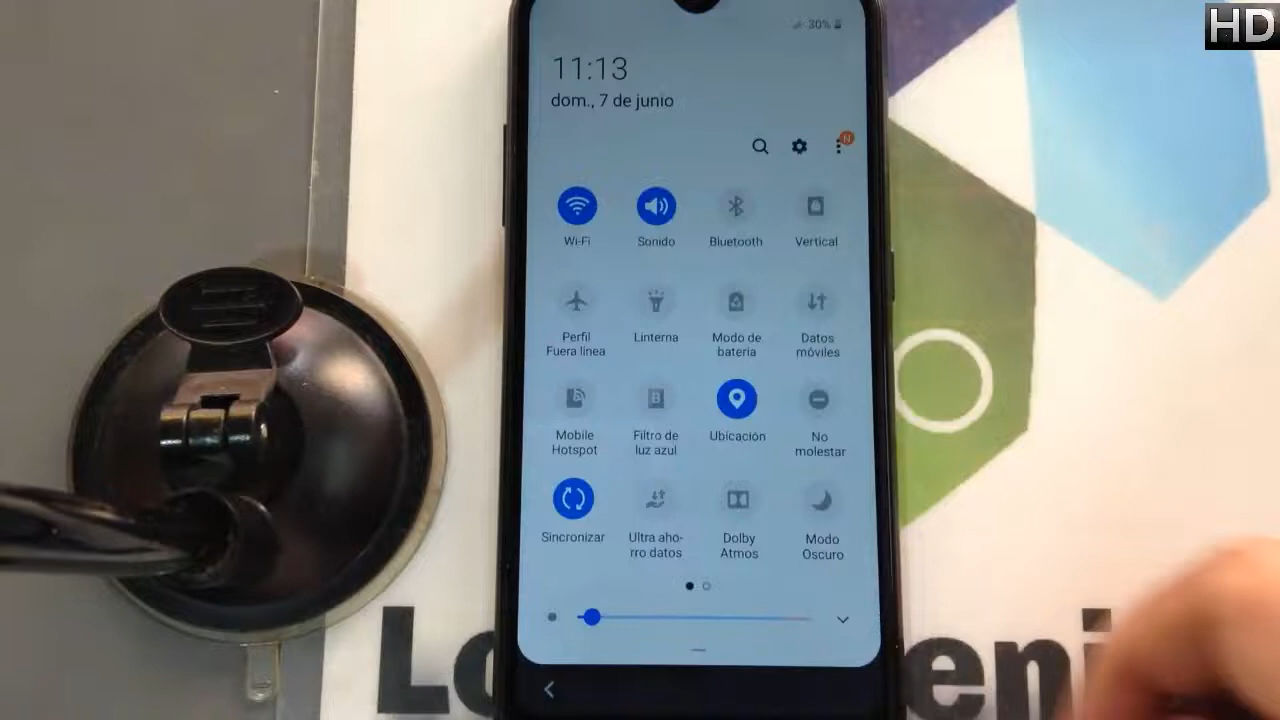 HD
30%
11:13
dom., 7 de junio
N
Wi-Fi
Sonido
Bluetooth
Vertical
Perfil
Fuera línea
Linterna
Modo de
batería
Datos
móviles
Mobile
Hotspot
Filtro de
luz azul
Ubicación
No
molestar
Sincronizar
Ultra aho-
rro datos
Dolby
Atmos
Modo
Oscuro